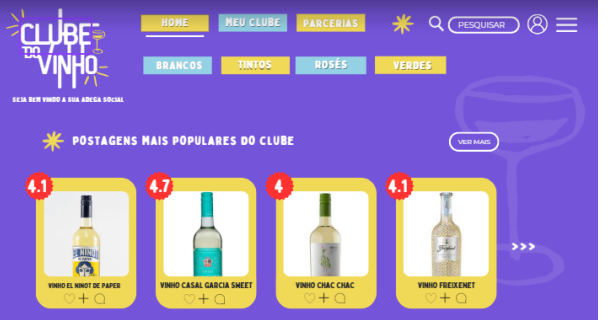 CLUBE
DO
VINHO
SEJA BEM VINDO A SUA ADEGA SOCIAL
HOME
MEU CLUBE
PARCERIAS
PESQUISAR
BRANCOS
TINTOS
ROSÉS
VERDES
POSTAGENS MAIS POPULARES DO CLUBE
VER MAIS
4.1
4.7
4
4.1
EL NINOT
VINHO EL NINOT DE PAPER
VINHO CASAL GARCIA SWEET
VINHO CHAC CHAC
VINHO FREIXENET
>>>